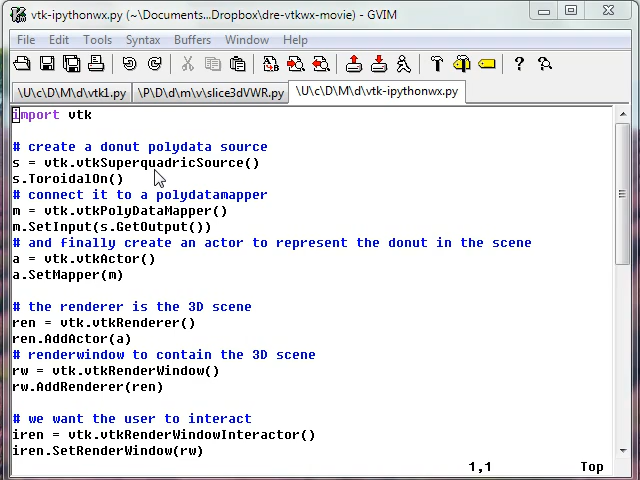 vtk-ipythonwx.py (~\Documents...Dropbox\dre-vtkwx-movie) - GVIM
File Edit Tools Syntax Buffers Window Help
\U\c\D\M\d\vtk1.py \P\D\d\m\v\slice3dVWR.py \U\c\D\M\d\vtk-ipythonwx.py
import vtk
# create a donut polydata source
s = vtk.vtkSuperquadricSource()
s.ToroidalOn()
# connect it to a polydatamapper
m = vtk.vtkPolyDataMapper()
m.SetInput(s.GetOutput())
# and finally create an actor to represent the donut in the scene
a = vtk.vtkActor()
a.SetMapper(m)
# the renderer is the 3D scene
ren = vtk.vtkRenderer()
ren.AddActor(a)
# renderwindow to contain the 3D scene
rw = vtk.vtkRenderWindow()
rw.AddRenderer(ren)
# we want the user to interact
iren = vtk.vtkRenderWindowInteractor()
iren.SetRenderWindow(rw)
1,1 Top